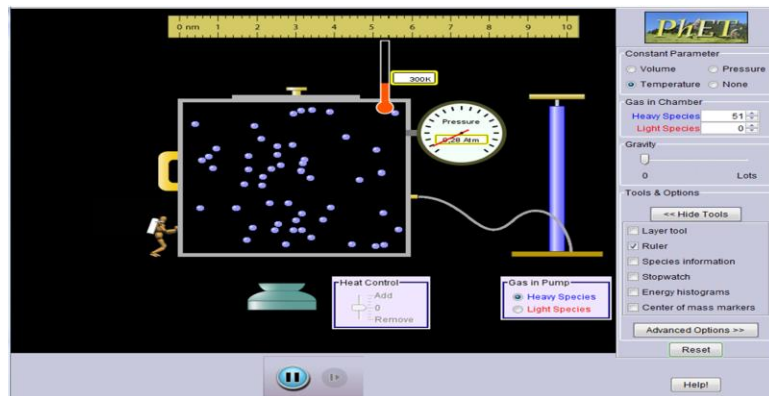 0 nm 1 2 3 4 5 6 7 8 9 10
300K
Pressure
0,28 Atm
Heat Control
Add
0
Remove
Gas in Pump
Heavy Species
Light Species
PhET
Constant Parameter
Volume Pressure
Temperature None
Gas in Chamber
Heavy Species 51
Light Species 0
Gravity
0 Lots
Tools & Options
<< Hide Tools
Layer tool
Ruler
Species information
Stopwatch
Energy histograms
Center of mass markers
Advanced Options >>
Reset
Help!